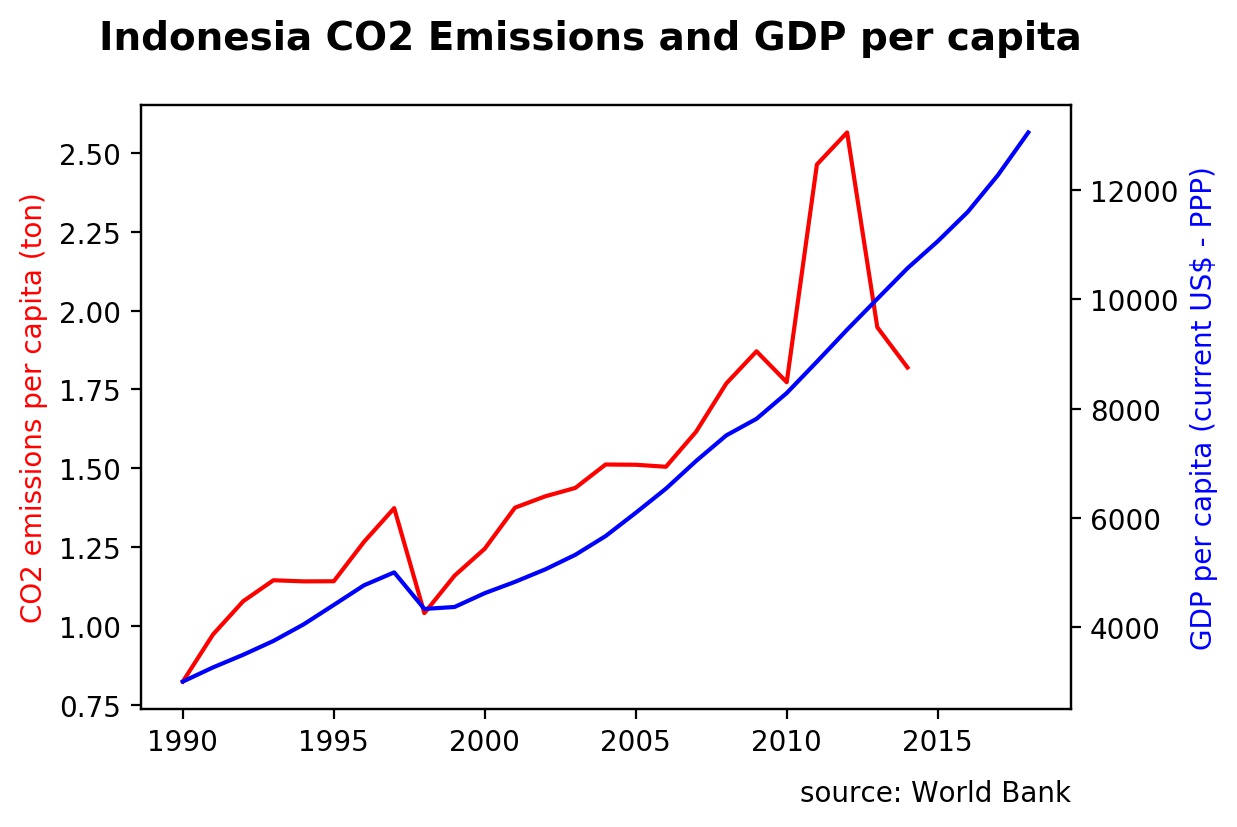 Indonesia CO2 Emissions and GDP per capita
CO2 emissions per capita (ton)
2.50
2.25
2.00
1.75
1.50
1.25
1.00
0.75
12000
10000
8000
6000
4000
GDP per capita (current US$ - PPP)
1990 1995 2000 2005 2010 2015
source: World Bank